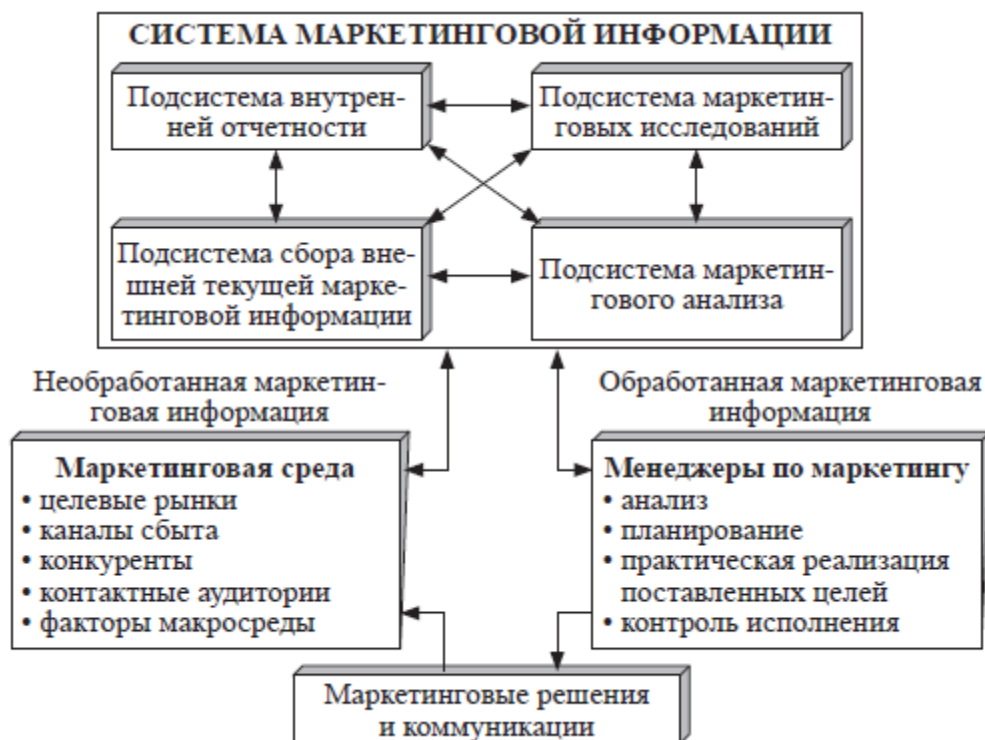 СИСТЕМА МАРКЕТИНГОВОЙ ИНФОРМАЦИИ
Подсистема внутрен-
ней отчетности
Подсистема маркетин-
говых исследований
Подсистема сбора вне-
шней текущей марке-
тинговой информации
Подсистема маркетин-
гового анализа
Необработанная маркетин-
говая информация
Обработанная маркетинговая
информация
Маркетинговая среда
• целевые рынки
• каналы сбыта
• конкуренты
• контактные аудитории
• факторы макросреды
Менеджеры по маркетингу
• анализ
• планирование
• практическая реализация
поставленных целей
• контроль исполнения
Маркетинговые решения
и коммуникации